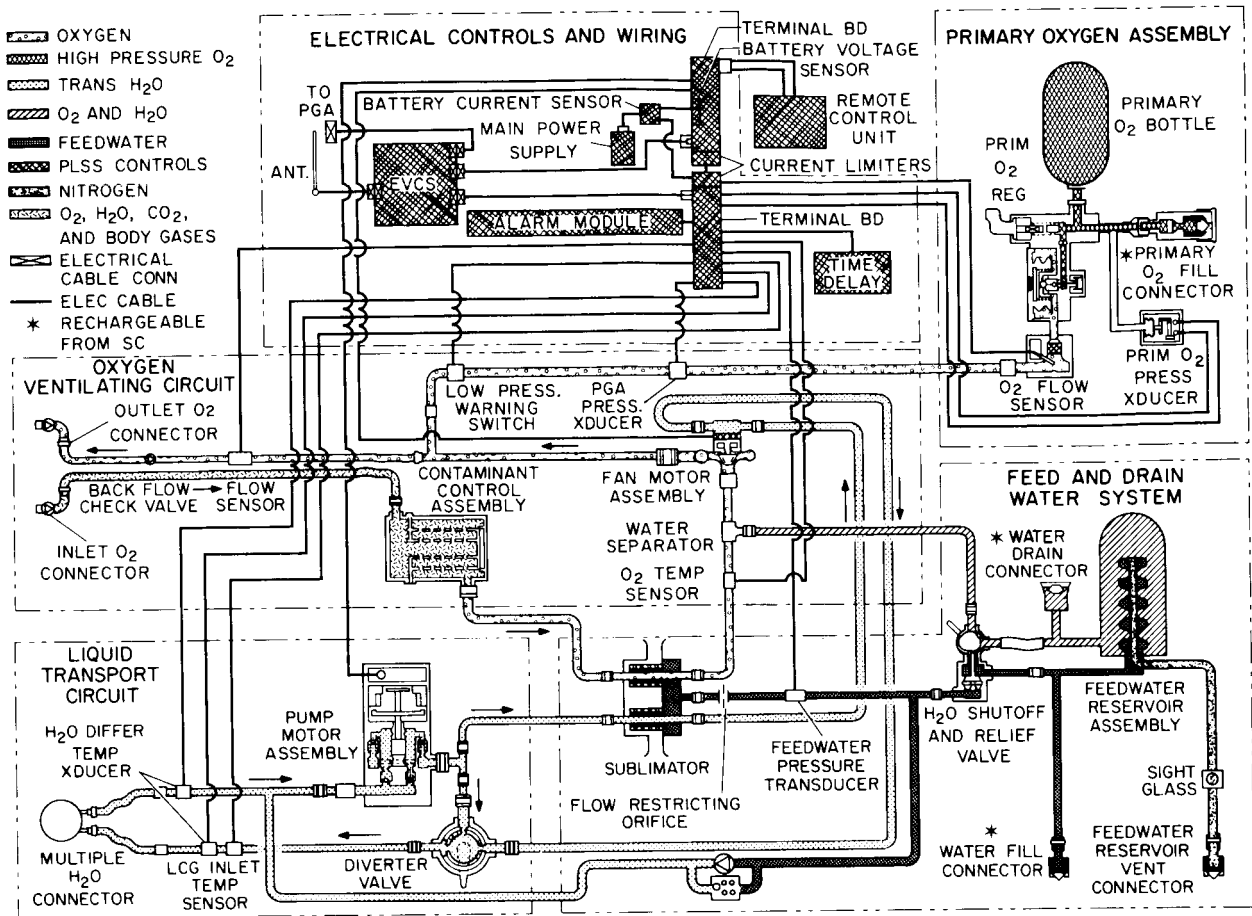 OXYGEN
HIGH PRESSURE O2
TRANS H2O
O2 AND H2O
FEEDWATER
PLSS CONTROLS
NITROGEN
O2, H2O, CO2,
AND BODY GASES
ELECTRICAL
CABLE CONN
ELEC CABLE
* RECHARGEABLE
FROM SC
ELECTRICAL CONTROLS AND WIRING
TO
PGA
ANT.
BATTERY CURRENT SENSOR
MAIN POWER
SUPPLY
EVCS
ALARM MODULE
TERMINAL BD
BATTERY VOLTAGE
SENSOR
REMOTE
CONTROL
UNIT
CURRENT LIMITERS
TERMINAL BD
TIME
DELAY
PRIMARY OXYGEN ASSEMBLY
PRIMARY
O2 BOTTLE
PRIM
O2
REG
*PRIMARY
O2 FILL
CONNECTOR
PRIM O2
PRESS
XDUCER
O2 FLOW
SENSOR
OXYGEN
VENTILATING CIRCUIT
OUTLET O2
CONNECTOR
LOW PRESS.
WARNING
SWITCH
PGA
PRESS.
XDUCER
BACK FLOW
CHECK VALVE
FLOW
SENSOR
CONTAMINANT
CONTROL
ASSEMBLY
FAN MOTOR
ASSEMBLY
INLET O2
CONNECTOR
WATER
SEPARATOR
O2 TEMP
SENSOR
FEED AND DRAIN
WATER SYSTEM
* WATER
DRAIN
CONNECTOR
LIQUID
TRANSPORT
CIRCUIT
H2O DIFFER
TEMP
XDUCER
PUMP
MOTOR
ASSEMBLY
SUBLIMATOR
FEEDWATER
PRESSURE
TRANSDUCER
H2O SHUTOFF
AND RELIEF
VALVE
FEEDWATER
RESERVOIR
ASSEMBLY
FLOW RESTRICTING
ORIFICE
SIGHT
GLASS
MULTIPLE
H2O
CONNECTOR
LCG INLET
TEMP
SENSOR
DIVERTER
VALVE
*
WATER FILL
CONNECTOR
FEEDWATER
RESERVOIR
VENT
CONNECTOR